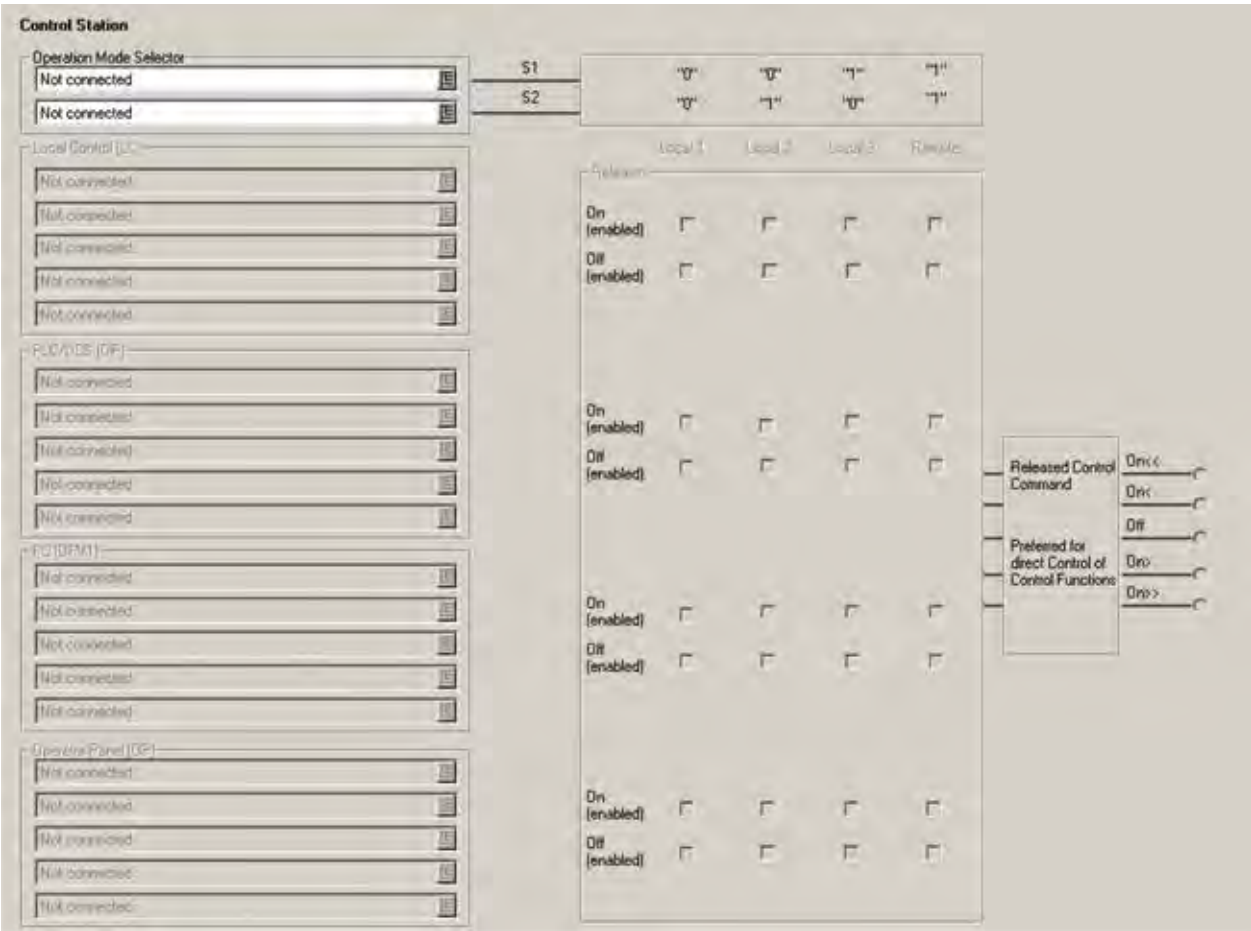 Control Station
Operation Mode Selector
Not connected
Not connected
S1
S2
"0" "0" "1" "1"
"0" "1" "0" "1"
Local 1 Local 2 Local 3 Remote
Local Control [LC]
Not connected
Not connected
Not connected
Not connected
Not connected
Releases
On
(enabled)
Off
(enabled)
PLC/DCS [DP]
Not connected
Not connected
Not connected
Not connected
Not connected
On
(enabled)
Off
(enabled)
PC [DPV1]
Not connected
Not connected
Not connected
Not connected
Not connected
On
(enabled)
Off
(enabled)
Operator Panel [OP]
Not connected
Not connected
Not connected
Not connected
Not connected
On
(enabled)
Off
(enabled)
Released Control
Command
Preferred for
direct Control of
Control Functions
On<<
On<
Off
On>
On>>